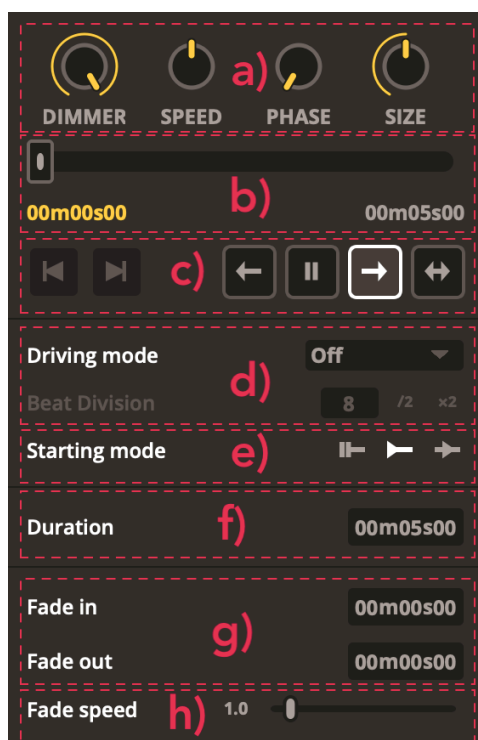 a)
DIMMER SPEED PHASE SIZE
b)
00m00s00 00m05s00
c)
Driving mode Off
d)
Beat Division 8 /2 ×2
Starting mode e)
Duration f) 00m05s00
Fade in 00m00s00
g)
Fade out 00m00s00
Fade speed h) 1.0